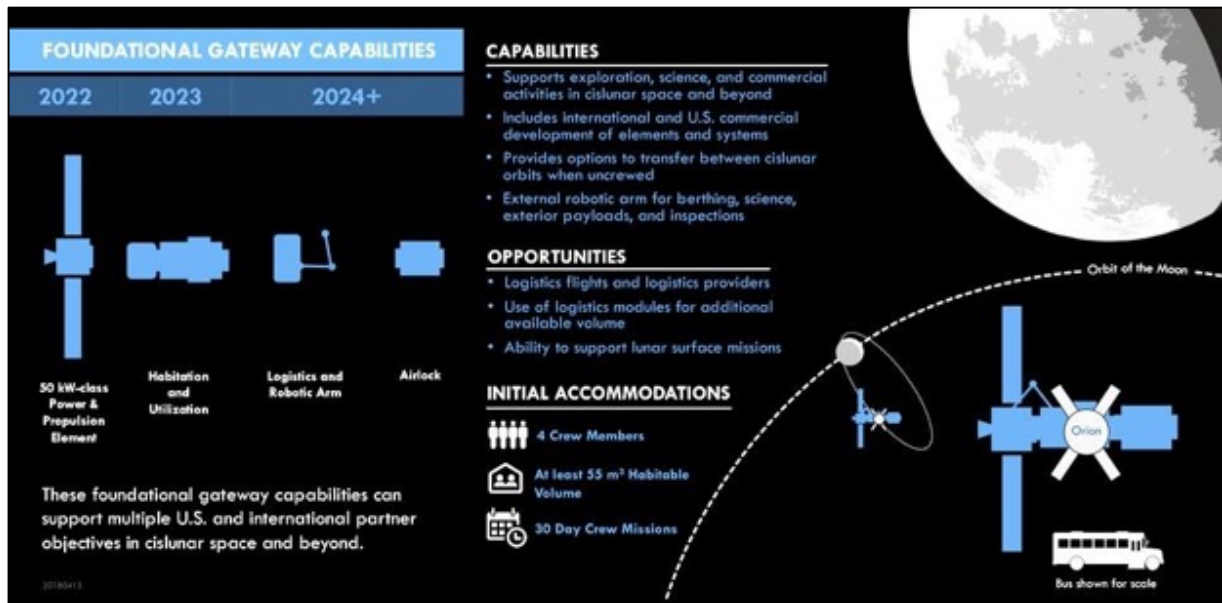 FOUNDATIONAL GATEWAY CAPABILITIES
2022 2023 2024+
50 kW-class
Power &
Propulsion
Element
Habitation
and
Utilization
Logistics and
Robotic Arm
Airlock
These foundational gateway capabilities can
support multiple U.S. and international partner
objectives in cislunar space and beyond.
20180413
CAPABILITIES
• Supports exploration, science, and commercial
activities in cislunar space and beyond
• Includes international and U.S. commercial
development of elements and systems
• Provides options to transfer between cislunar
orbits when uncrewed
• External robotic arm for berthing, science,
exterior payloads, and inspections
OPPORTUNITIES
• Logistics flights and logistics providers
• Use of logistics modules for additional
available volume
• Ability to support lunar surface missions
INITIAL ACCOMMODATIONS
4 Crew Members
At least 55 m³ Habitable
Volume
30 Day Crew Missions
Orbit of the Moon
Orion
Bus shown for scale